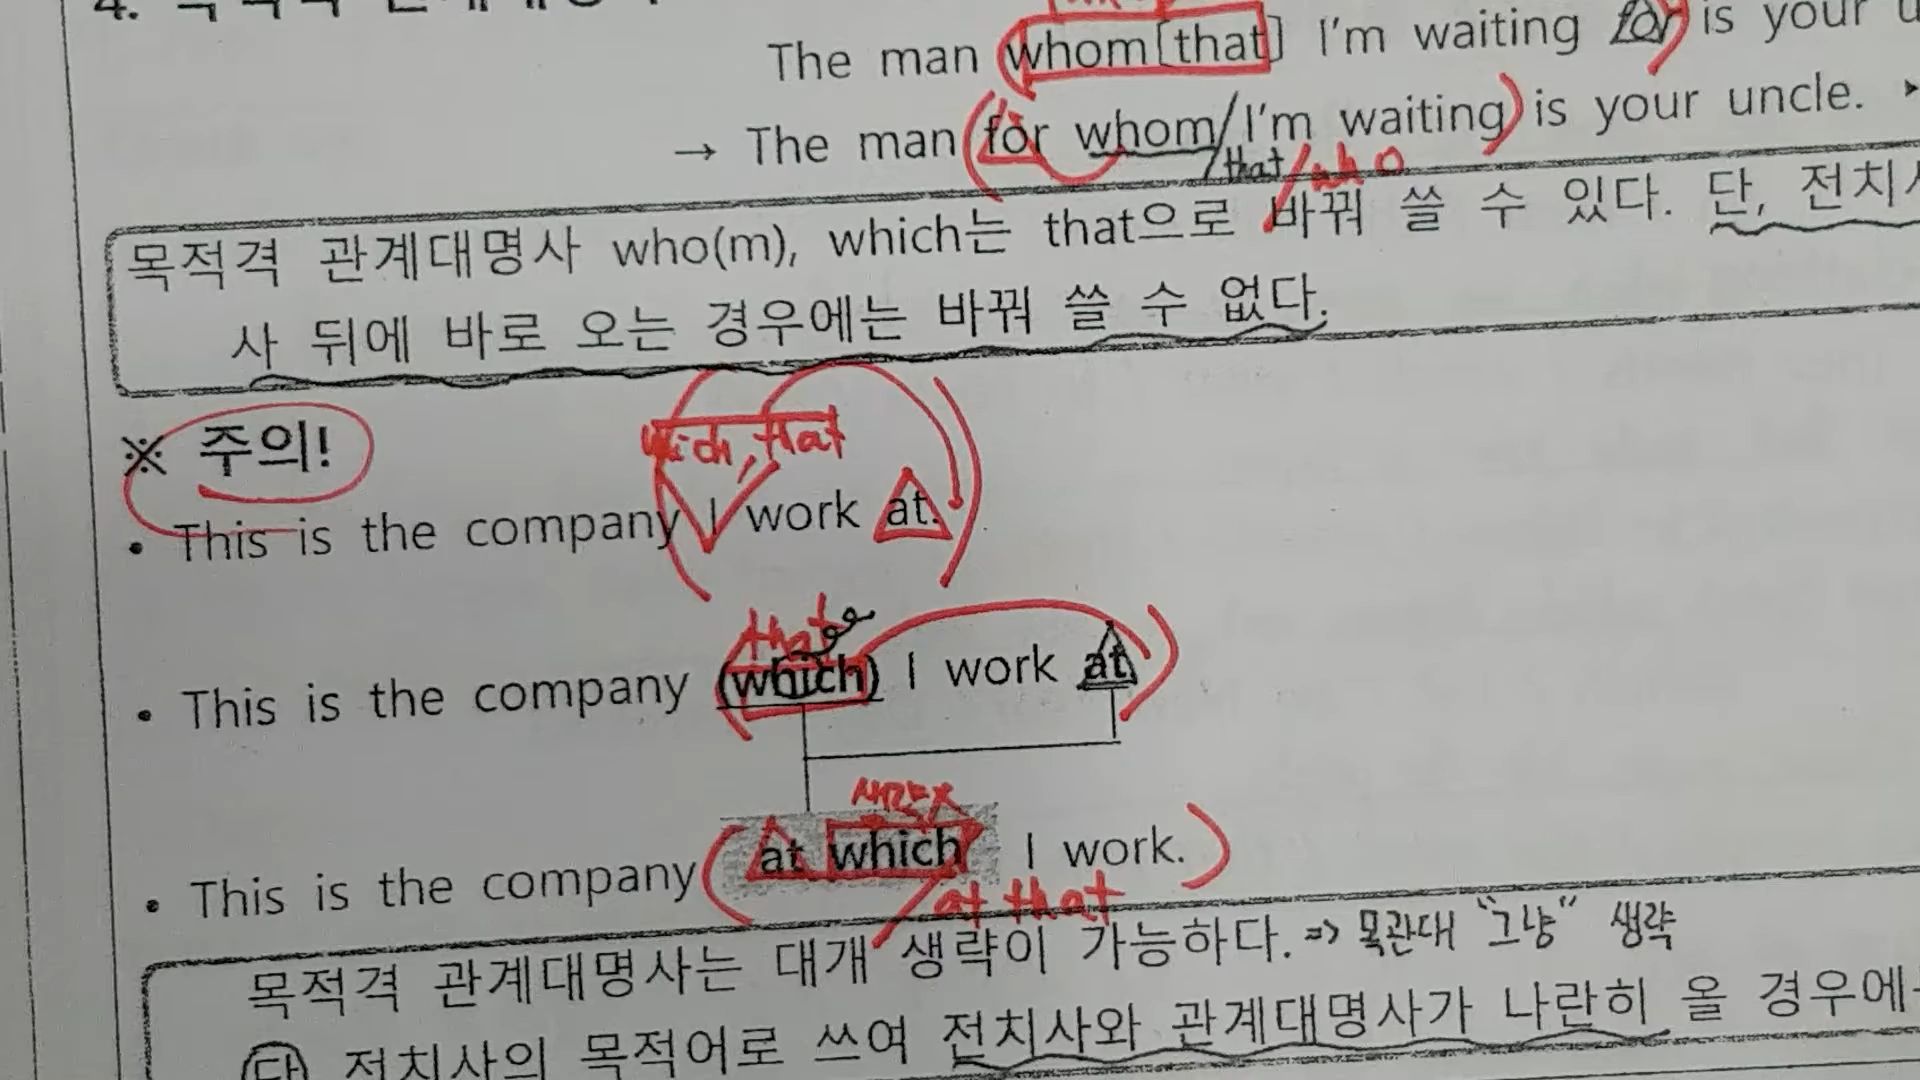 The man whom[that] I'm waiting for is your
→ The man for whom I'm waiting is your uncle.
that / who
목적격 관계대명사 who(m), which는 that으로 바꿔 쓸 수 있다. 단, 전치사
사 뒤에 바로 오는 경우에는 바꿔 쓸 수 없다.
※ 주의!
which, that
• This is the company I work at.
that
• This is the company (which) I work at.
생략 X
• This is the company at which I work.
at that
목적격 관계대명사는 대개 생략이 가능하다. => 목관대 "그냥" 생략
단 전치사의 목적어로 쓰여 전치사와 관계대명사가 나란히 올 경우에